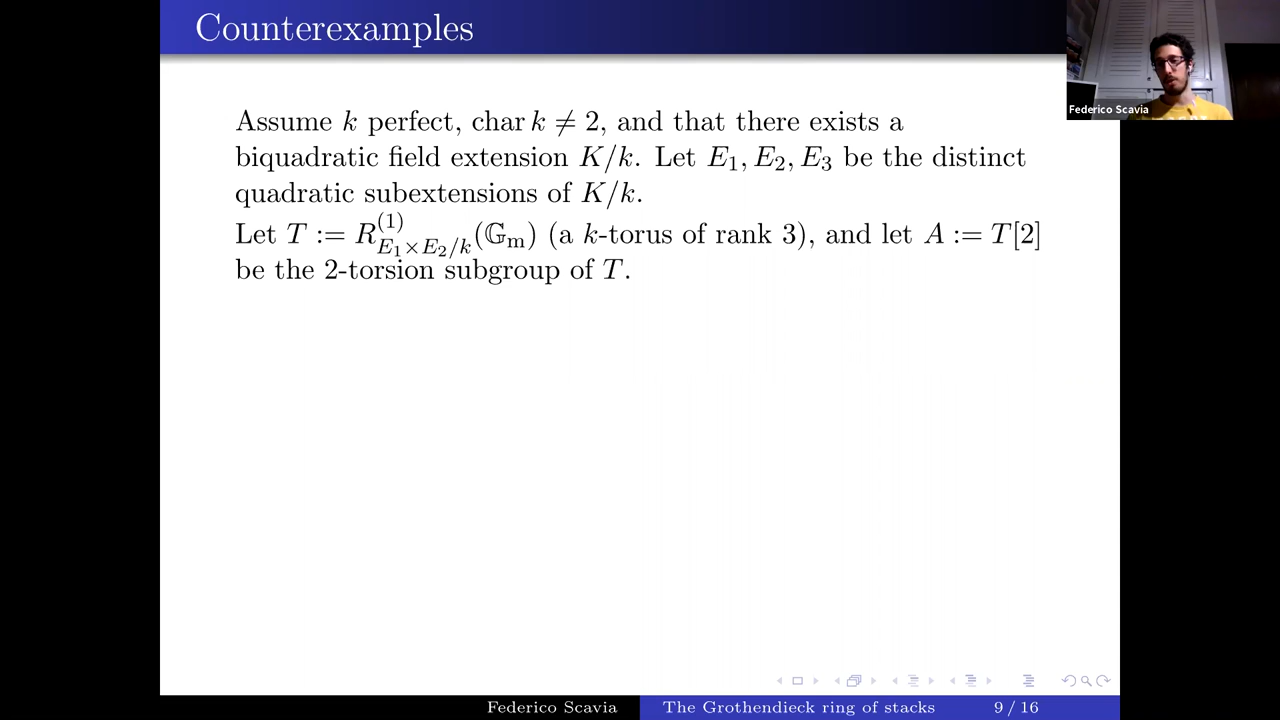 Counterexamples
Federico Scavia
Assume k perfect, char k ≠ 2, and that there exists a
biquadratic field extension K/k. Let E₁, E₂, E₃ be the distinct
quadratic subextensions of K/k.
Let T := R^{(1)}_{E₁×E₂/k}(𝔾ₘ) (a k-torus of rank 3), and let A := T[2]
be the 2-torsion subgroup of T.
Federico Scavia
The Grothendieck ring of stacks
9 / 16